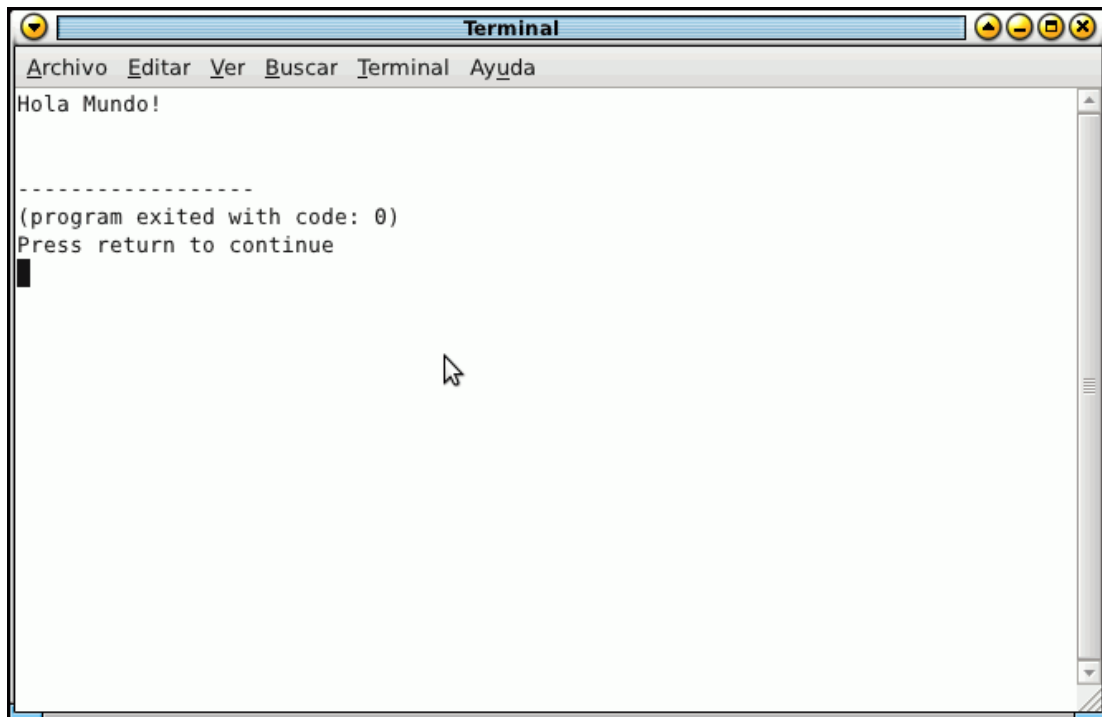 Terminal
Archivo Editar Ver Buscar Terminal Ayuda
Hola Mundo!
------------------
(program exited with code: 0)
Press return to continue